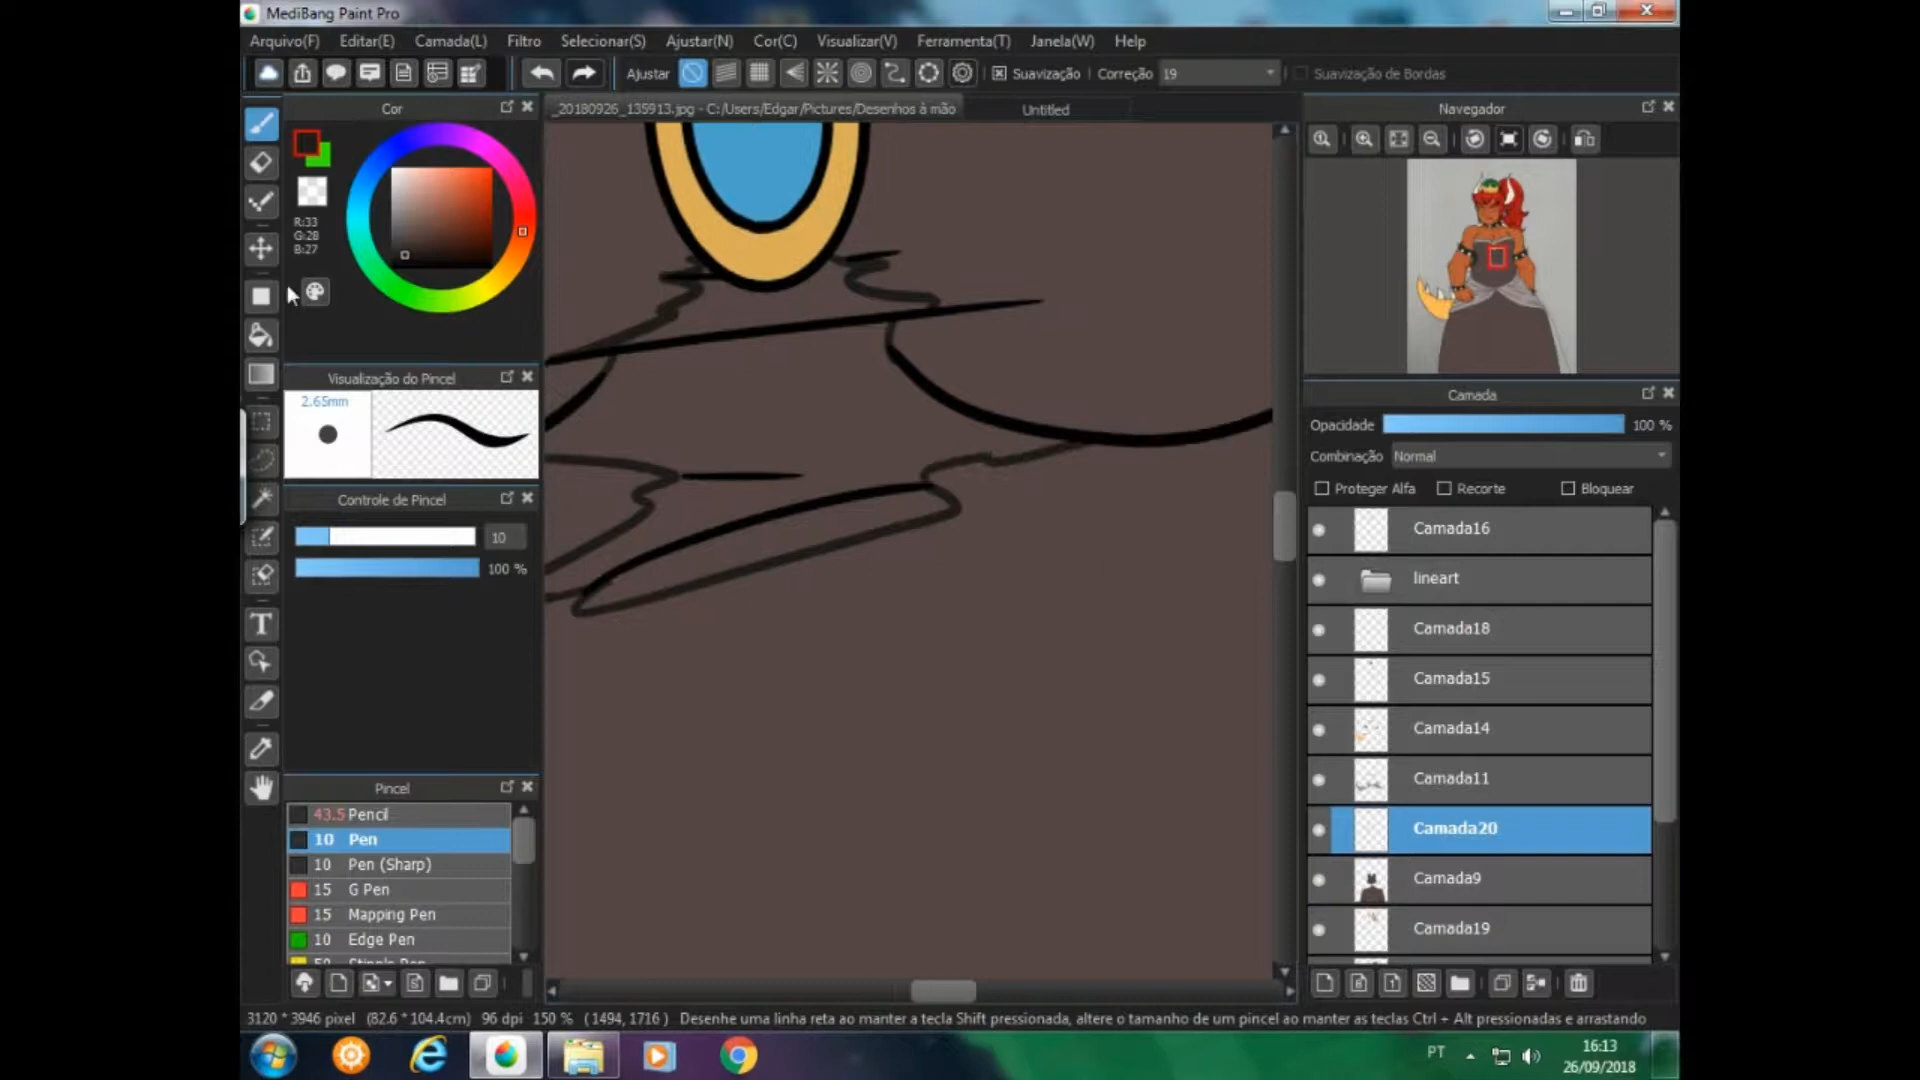 MediBang Paint Pro
Arquivo(F) Editar(E) Camada(L) Filtro Selecionar(S) Ajustar(N) Cor(C) Visualizar(V) Ferramenta(T) Janela(W) Help
Ajustar Suavização Correção 19 Suavização de Bordas
Cor
_20180926_135913.jpg - C:/Users/Edgar/Pictures/Desenhos à mão Untitled
Navegador
R:33
G:28
B:27
Visualização do Pincel
2.65mm
Controle de Pincel
10
100 %
Camada
Opacidade 100 %
Combinação Normal
Proteger Alfa Recorte Bloquear
Camada16
lineart
Camada18
Camada15
Camada14
Camada11
Camada20
Camada9
Camada19
Pincel
43.5 Pencil
10 Pen
10 Pen (Sharp)
15 G Pen
15 Mapping Pen
10 Edge Pen
3120 * 3946 pixel (82.6 * 104.4cm) 96 dpi 150 % ( 1494, 1716 ) Desenhe uma linha reta ao manter a tecla Shift pressionada, altere o tamanho de um pincel ao manter as teclas Ctrl + Alt pressionadas e arrastando
PT
16:13
26/09/2018